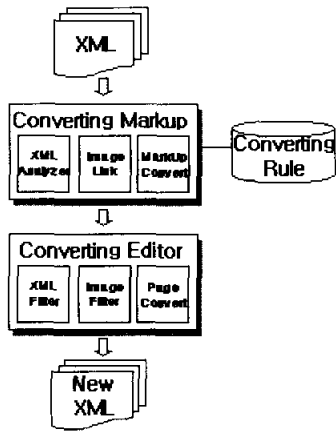 XML
Converting Markup
XML
Analyzer
Image
Link
MarkUp
Convert
Converting
Rule
Converting Editor
XML
Filter
Image
Filter
Page
Convert
New
XML